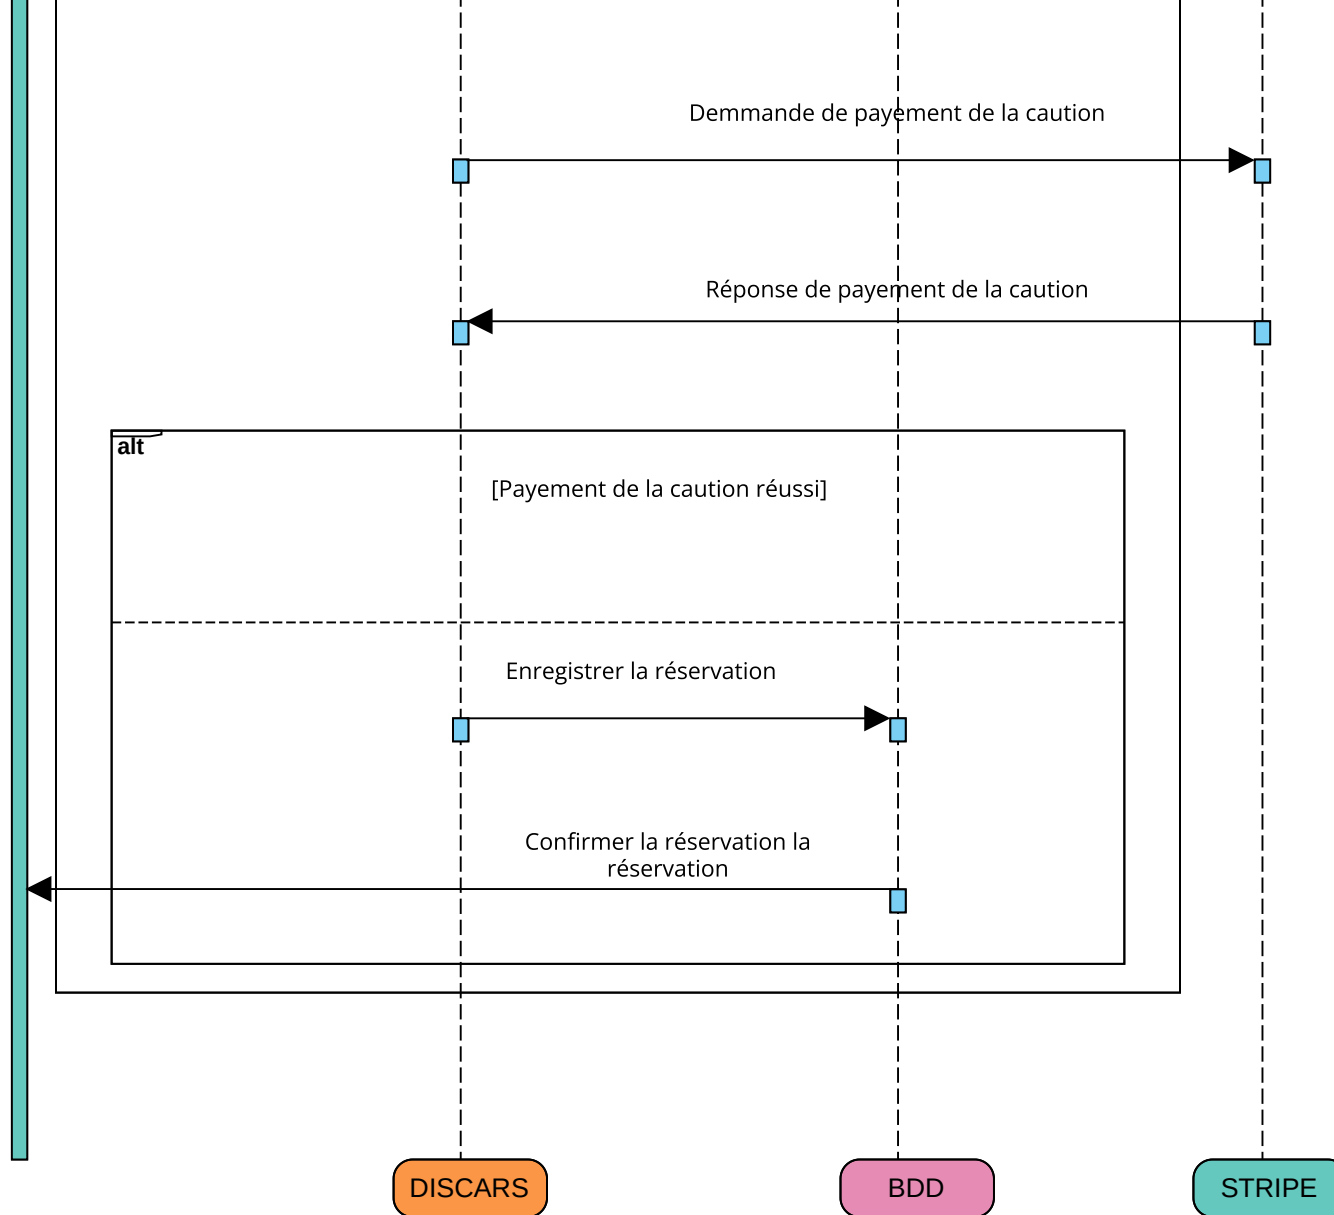 Demmande de payement de la caution
Réponse de payement de la caution
alt
[Payement de la caution réussi]
Enregistrer la réservation
Confirmer la réservation la
réservation
DISCARS
BDD
STRIPE